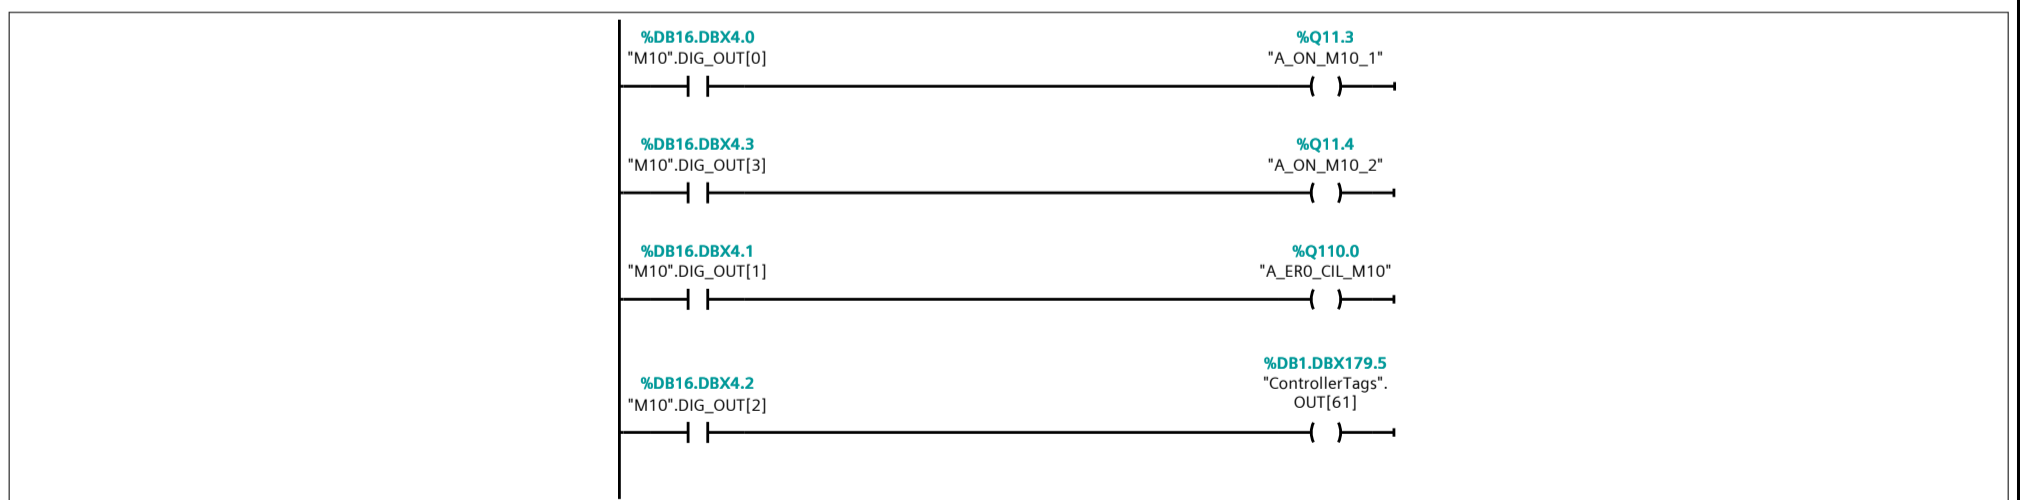 %DB16.DBX4.0
"M10".DIG_OUT[0]
%Q11.3
"A_ON_M10_1"
%DB16.DBX4.3
"M10".DIG_OUT[3]
%Q11.4
"A_ON_M10_2"
%DB16.DBX4.1
"M10".DIG_OUT[1]
%Q110.0
"A_ER0_CIL_M10"
%DB16.DBX4.2
"M10".DIG_OUT[2]
%DB1.DBX179.5
"ControllerTags".
OUT[61]